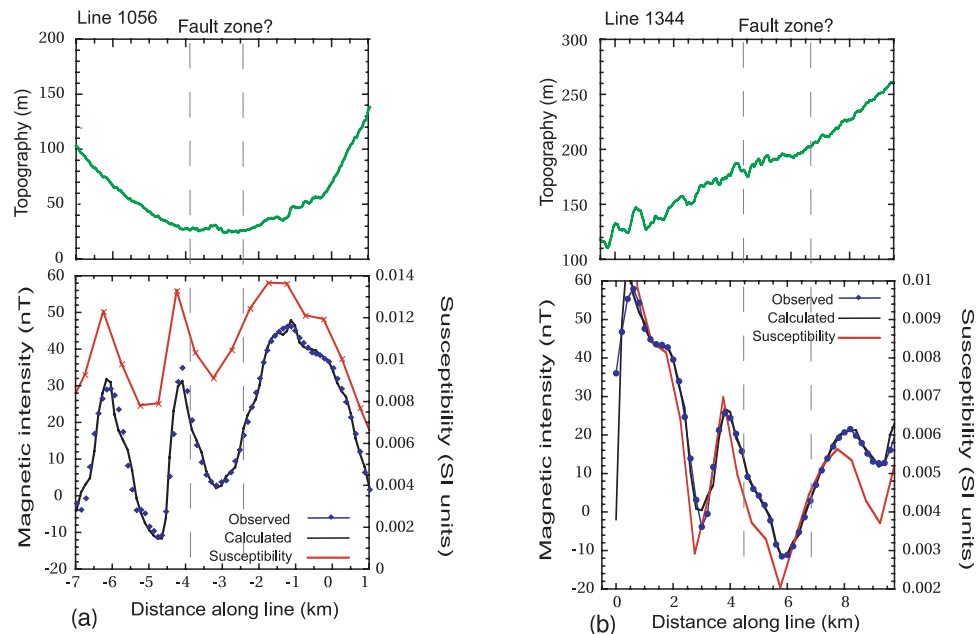 Line 1056
Fault zone?
Topography (m)
200
150
100
50
0
Magnetic intensity (nT)
60
50
40
30
20
10
0
-10
-20
0.014
0.012
0.010
0.008
0.006
0.004
0.002
0
Susceptibility (SI units)
Observed
Calculated
Susceptibility
-7 -6 -5 -4 -3 -2 -1 0 1
Distance along line (km)
(a)
Line 1344
Fault zone?
Topography (m)
300
250
200
150
100
Magnetic intensity (nT)
60
40
20
0
-20
0.01
0.009
0.008
0.007
0.006
0.005
0.004
0.003
0.002
Susceptibility (SI units)
Observed
Calculated
Susceptibility
0 2 4 6 8
Distance along line (km)
(b)